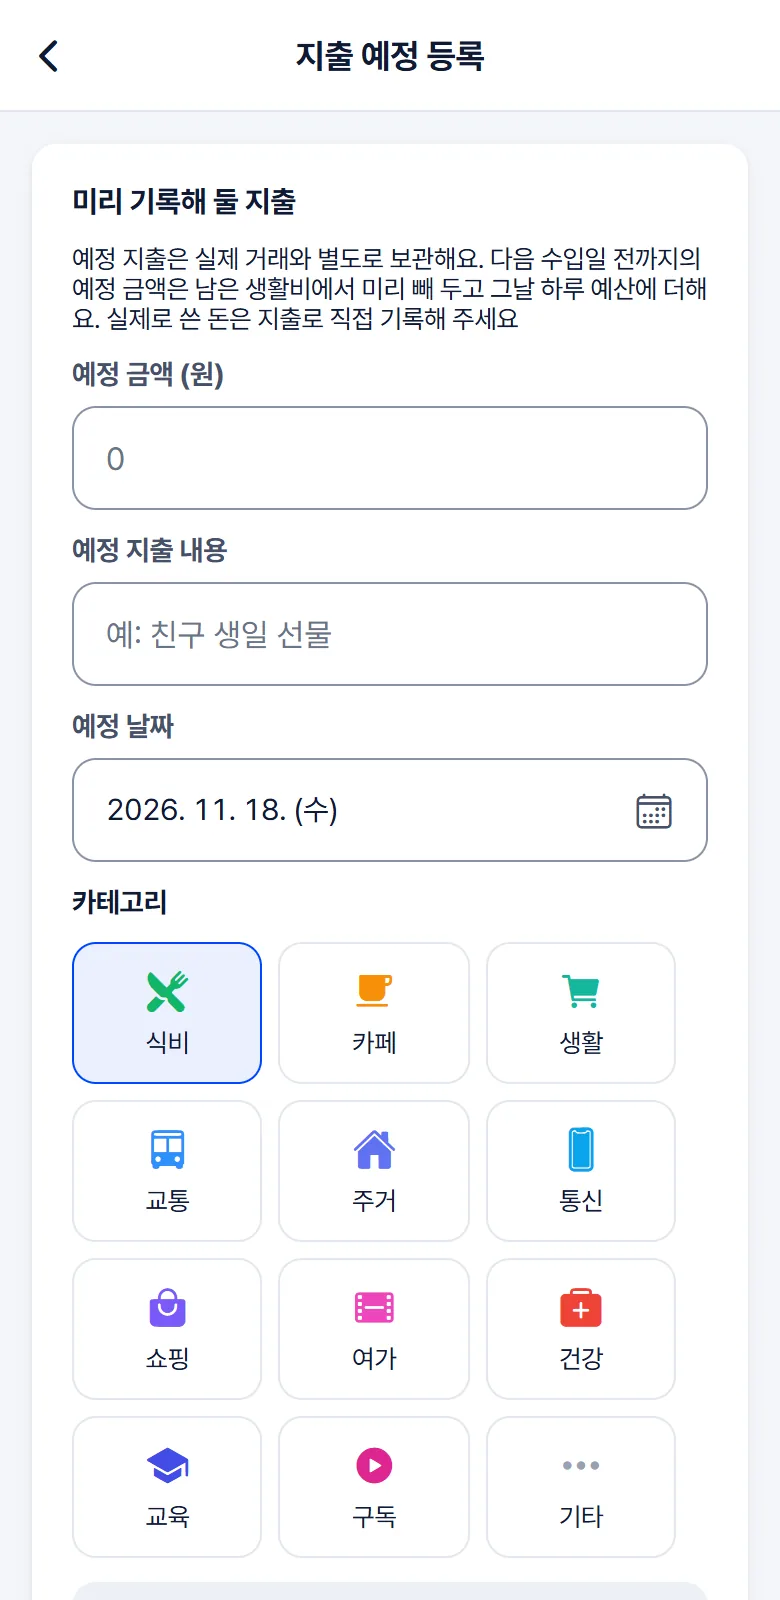 지출 예정 등록
미리 기록해 둘 지출
예정 지출은 실제 거래와 별도로 보관해요. 다음 수입일 전까지의
예정 금액은 남은 생활비에서 미리 빼 두고 그날 하루 예산에 더해
요. 실제로 쓴 돈은 지출로 직접 기록해 주세요
예정 금액 (원)
0
예정 지출 내용
예: 친구 생일 선물
예정 날짜
2026. 11. 18. (수)
카테고리
식비 카페 생활
교통 주거 통신
쇼핑 여가 건강
교육 구독 기타